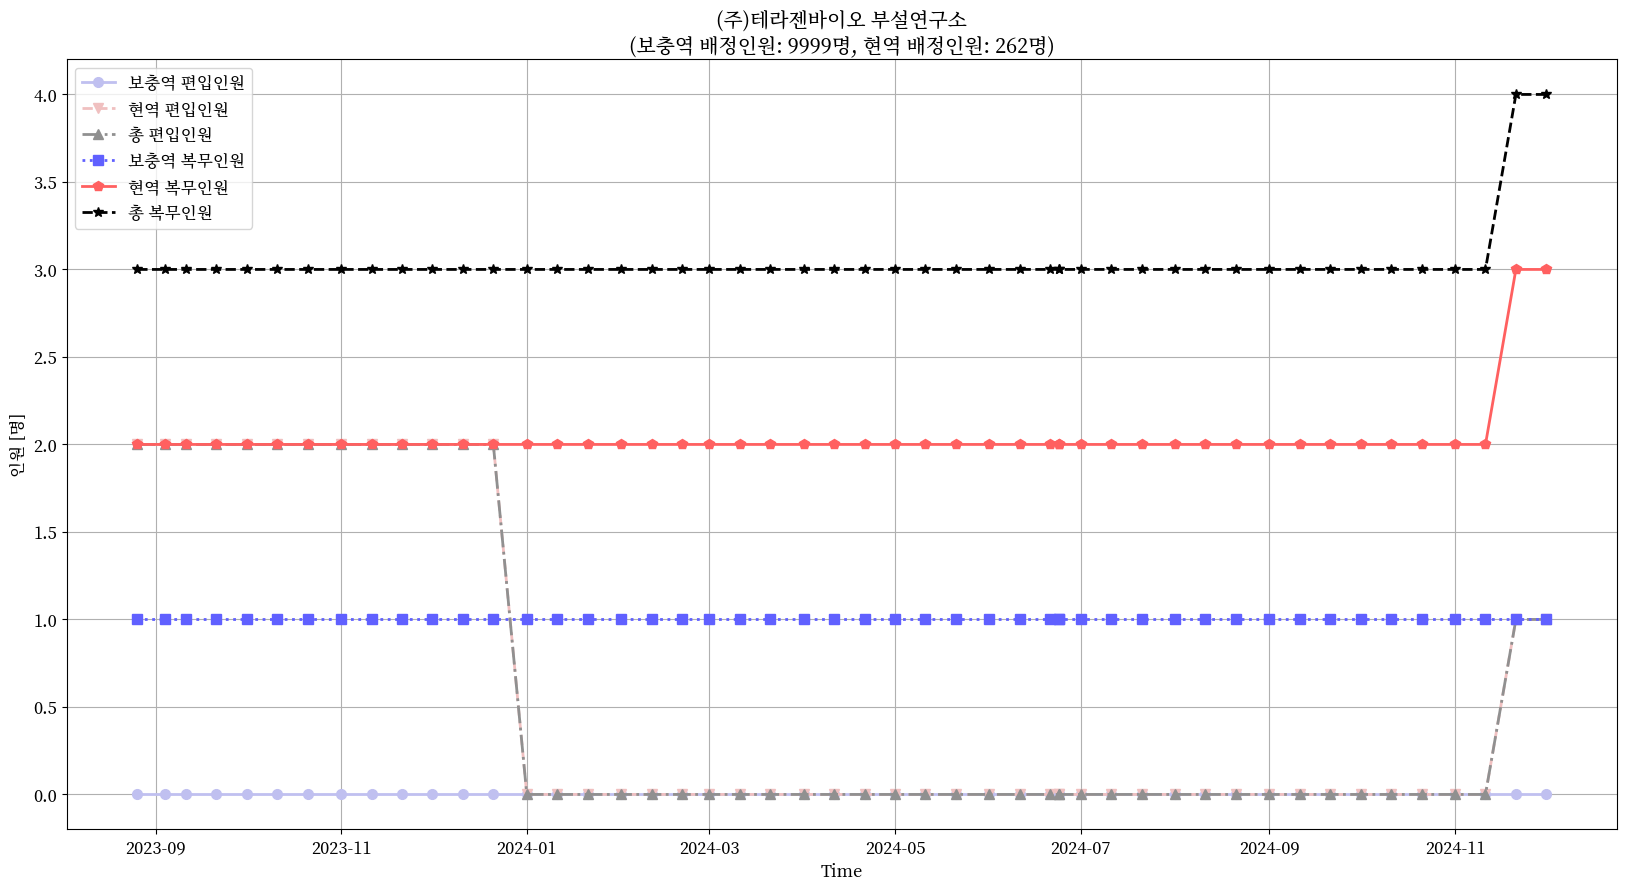 (주)테라젠바이오 부설연구소
(보충역 배정인원: 9999명, 현역 배정인원: 262명)
보충역 편입인원
현역 편입인원
총 편입인원
보충역 복무인원
현역 복무인원
총 복무인원
4.0
3.5
3.0
2.5
2.0
1.5
1.0
0.5
0.0
인원 [명]
2023-09 2023-11 2024-01 2024-03 2024-05 2024-07 2024-09 2024-11
Time